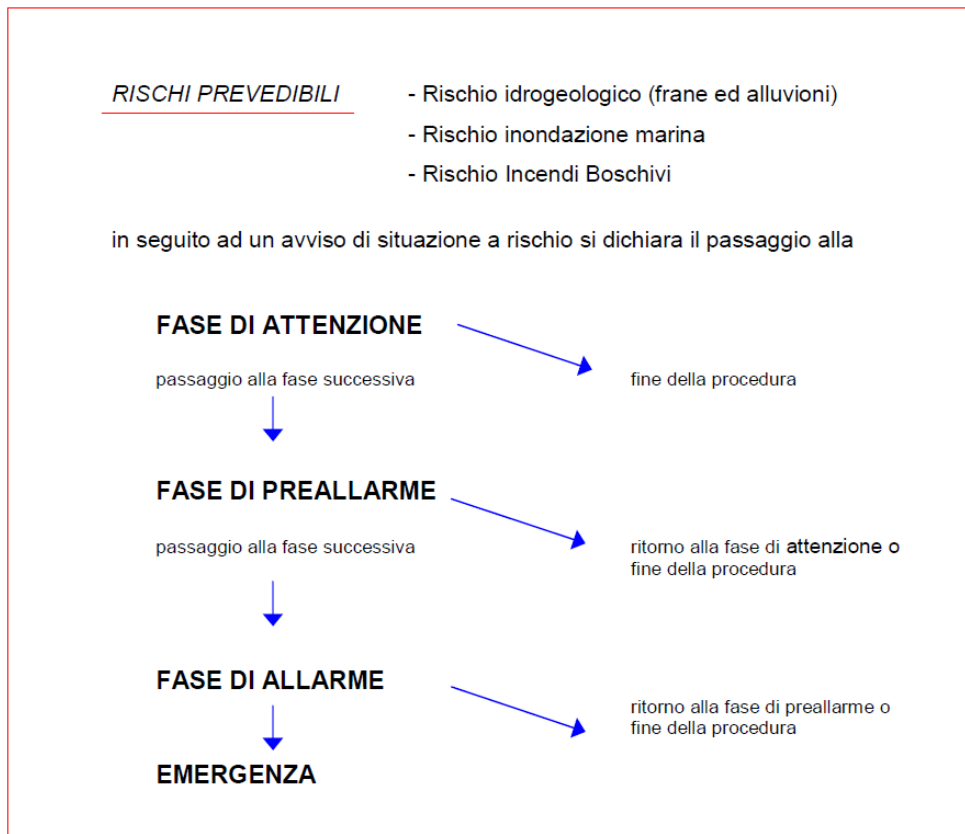 RISCHI PREVEDIBILI - Rischio idrogeologico (frane ed alluvioni)
- Rischio inondazione marina
- Rischio Incendi Boschivi
in seguito ad un avviso di situazione a rischio si dichiara il passaggio alla
FASE DI ATTENZIONE
passaggio alla fase successiva fine della procedura
FASE DI PREALLARME
passaggio alla fase successiva ritorno alla fase di attenzione o
fine della procedura
FASE DI ALLARME
ritorno alla fase di preallarme o
fine della procedura
EMERGENZA